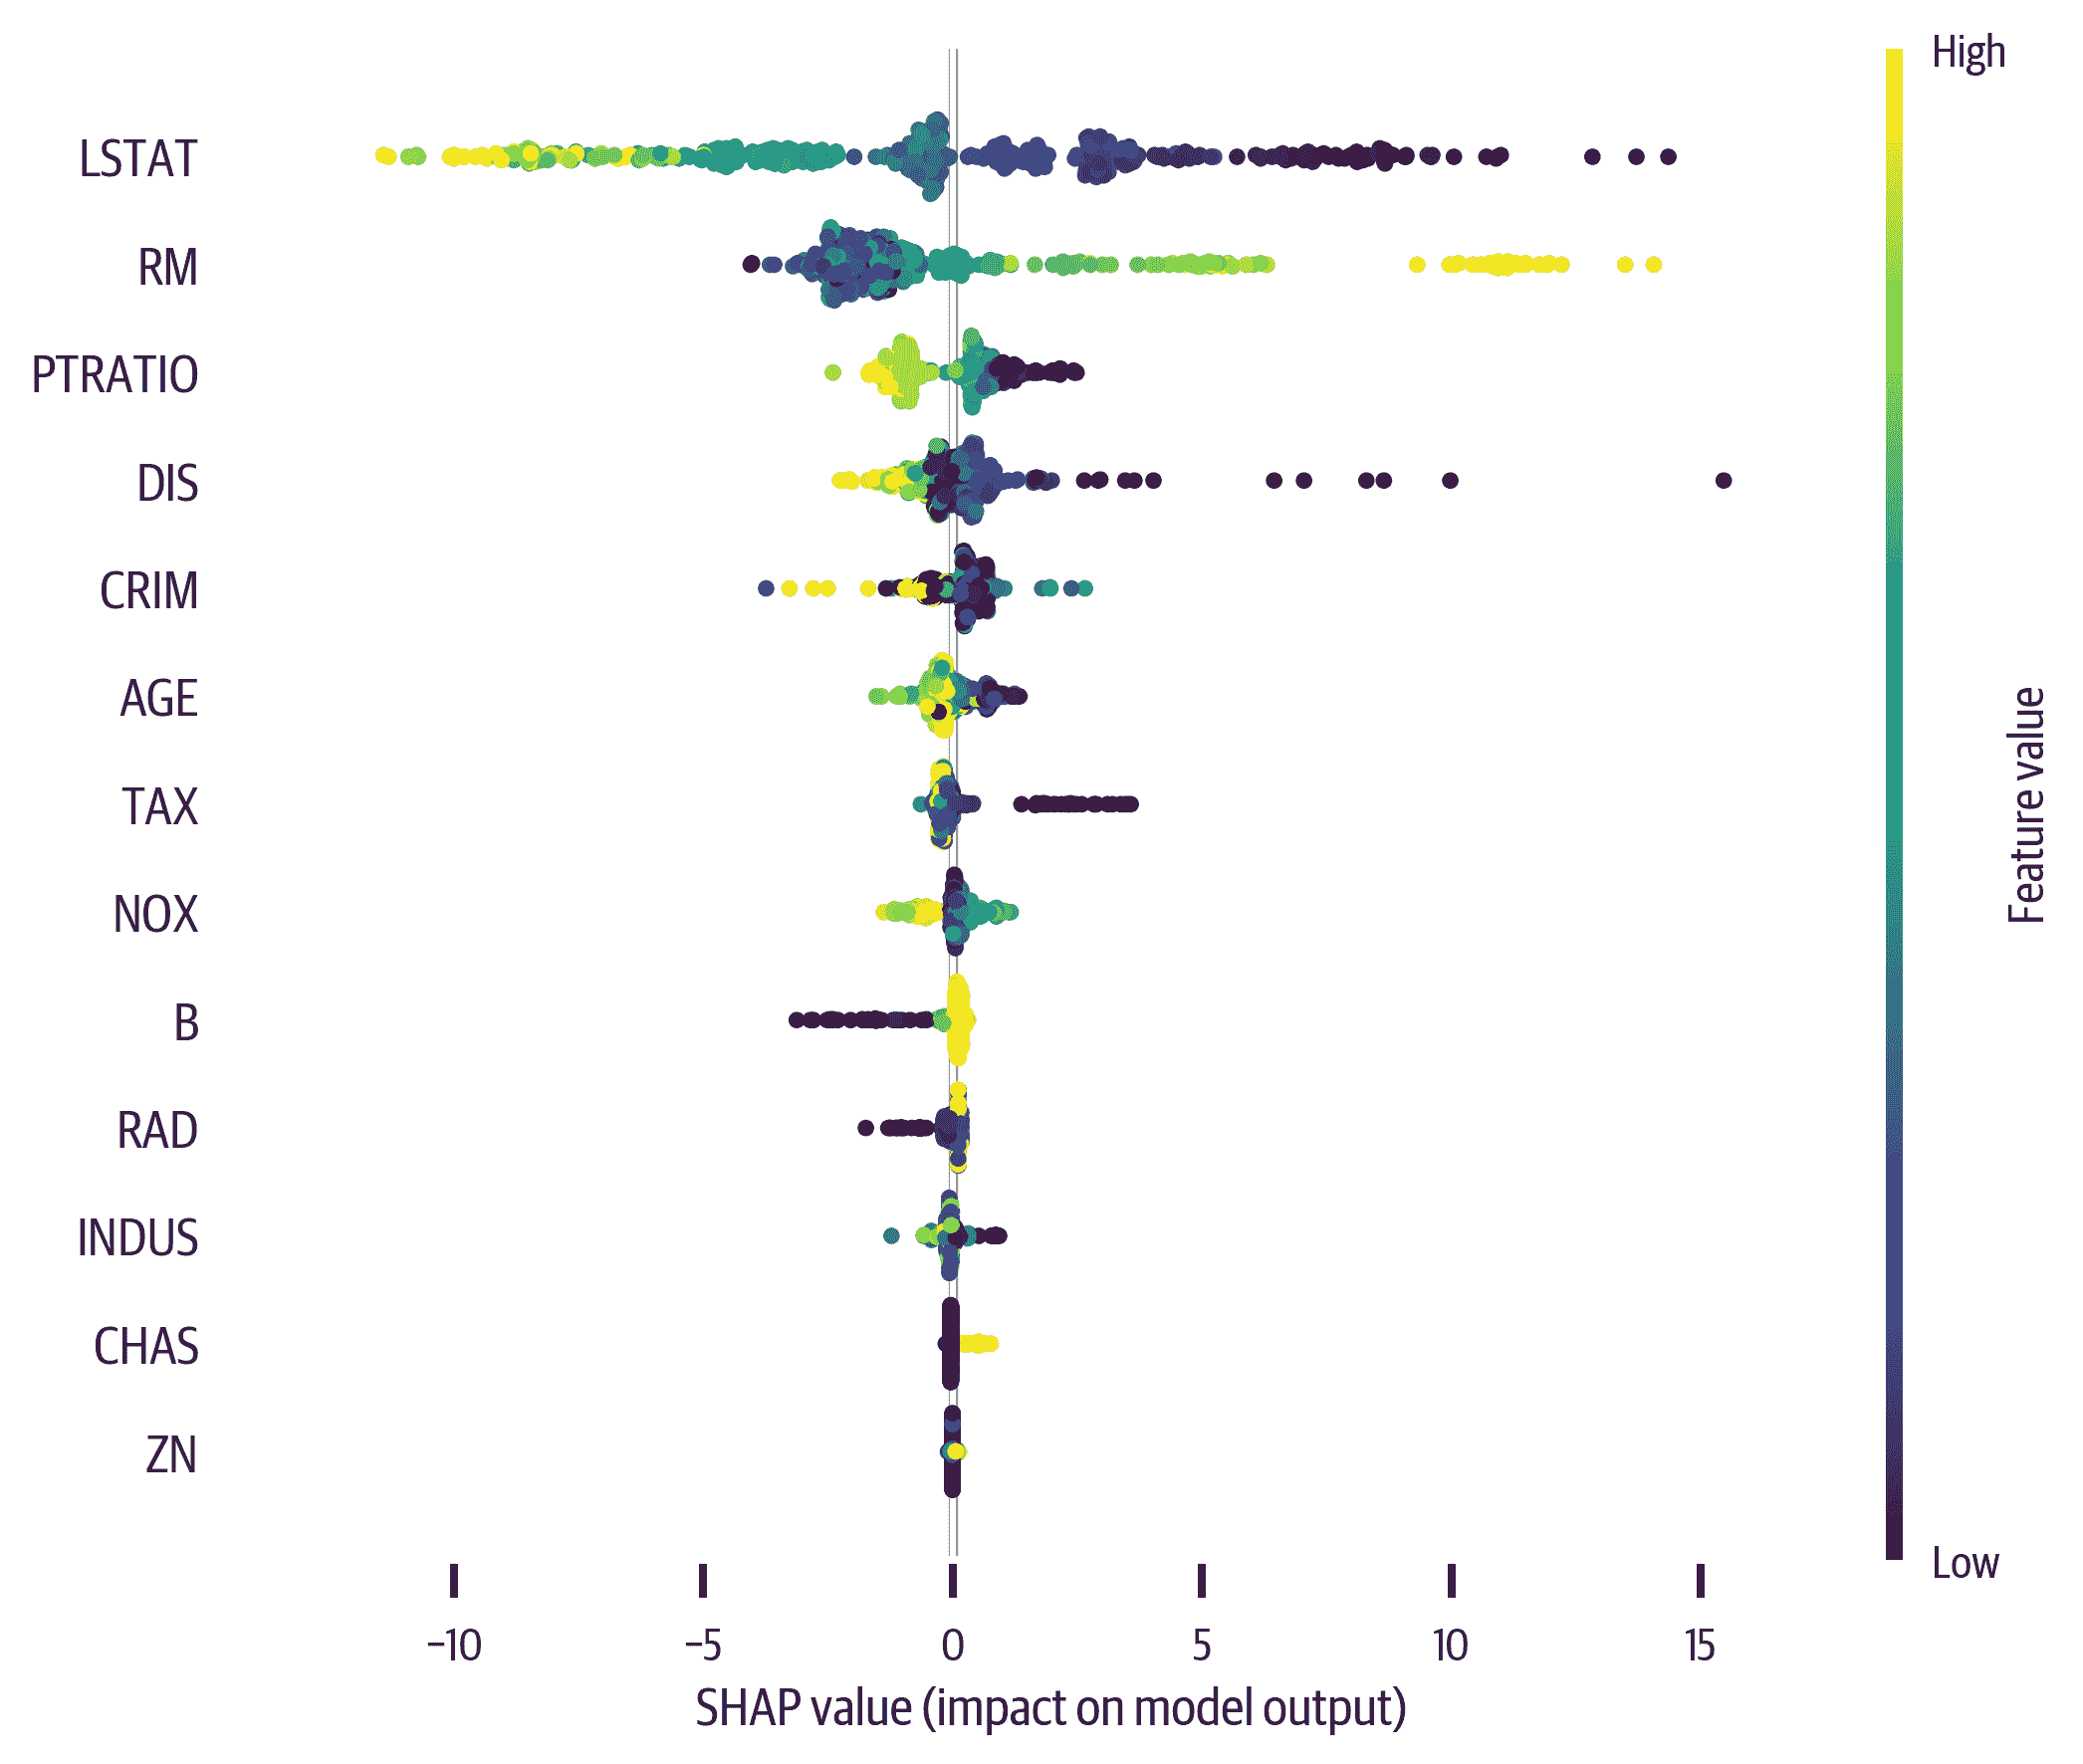 High
LSTAT
RM
PTRATIO
DIS
CRIM
AGE
TAX
NOX
B
RAD
INDUS
CHAS
ZN
Feature value
Low
−10 −5 0 5 10 15
SHAP value (impact on model output)